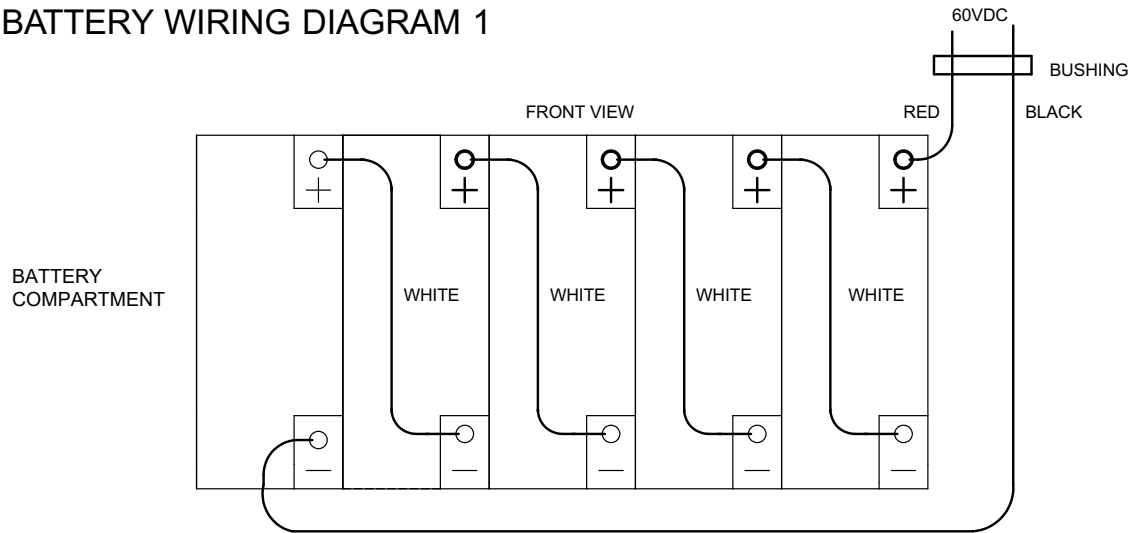 BATTERY WIRING DIAGRAM 1
60VDC
BUSHING
FRONT VIEW
RED
BLACK
+ + + + +
BATTERY
COMPARTMENT
WHITE WHITE WHITE WHITE
− − − − −